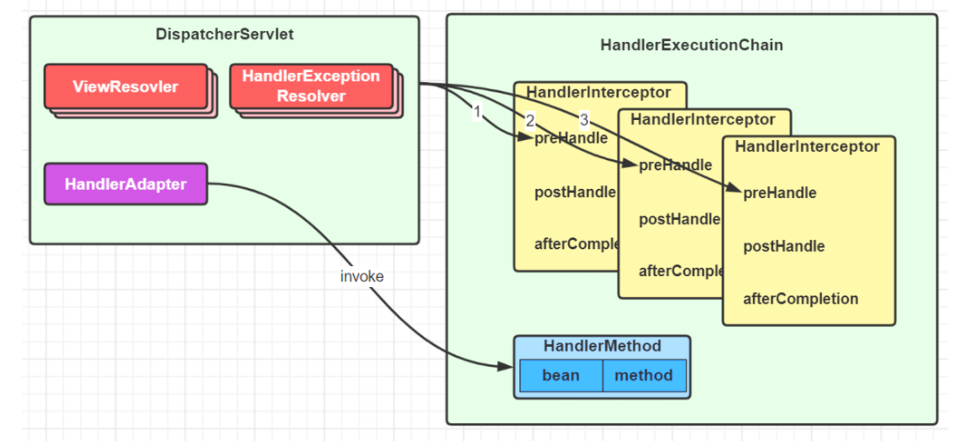 DispatcherServlet
ViewResovler
HandlerException
Resolver
HandlerAdapter
invoke
HandlerExecutionChain
1
2
3
HandlerInterceptor
preHandle
postHandle
afterComple
HandlerInterceptor
preHandle
postHandle
afterComple
HandlerInterceptor
preHandle
postHandle
afterCompletion
HandlerMethod
bean
method